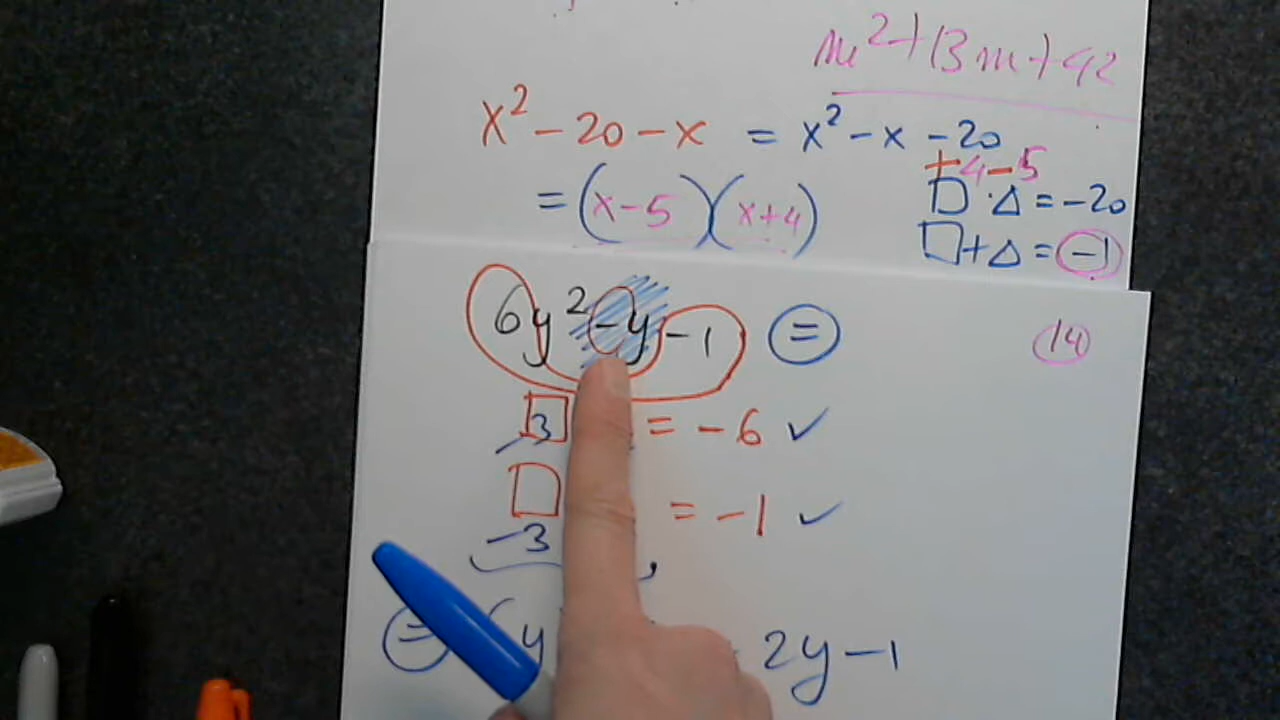 m²+13m+42
x² - 20 - x = x² - x - 20
+4 -5
= (x-5)(x+4)
□ · △ = -20
□ + △ = -1
6y² - y - 1 =
14
-3
□ = -6 ✓
□ = -1 ✓
-3
= ( y 2y - 1